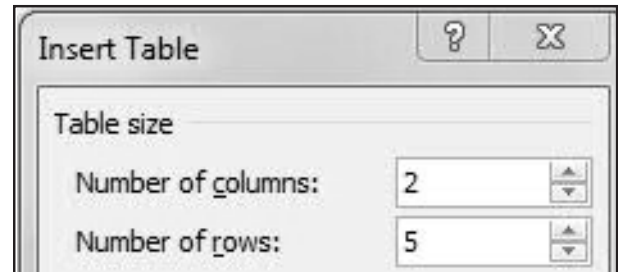 Insert Table ?
Table size
Number of columns: 2
Number of rows: 5